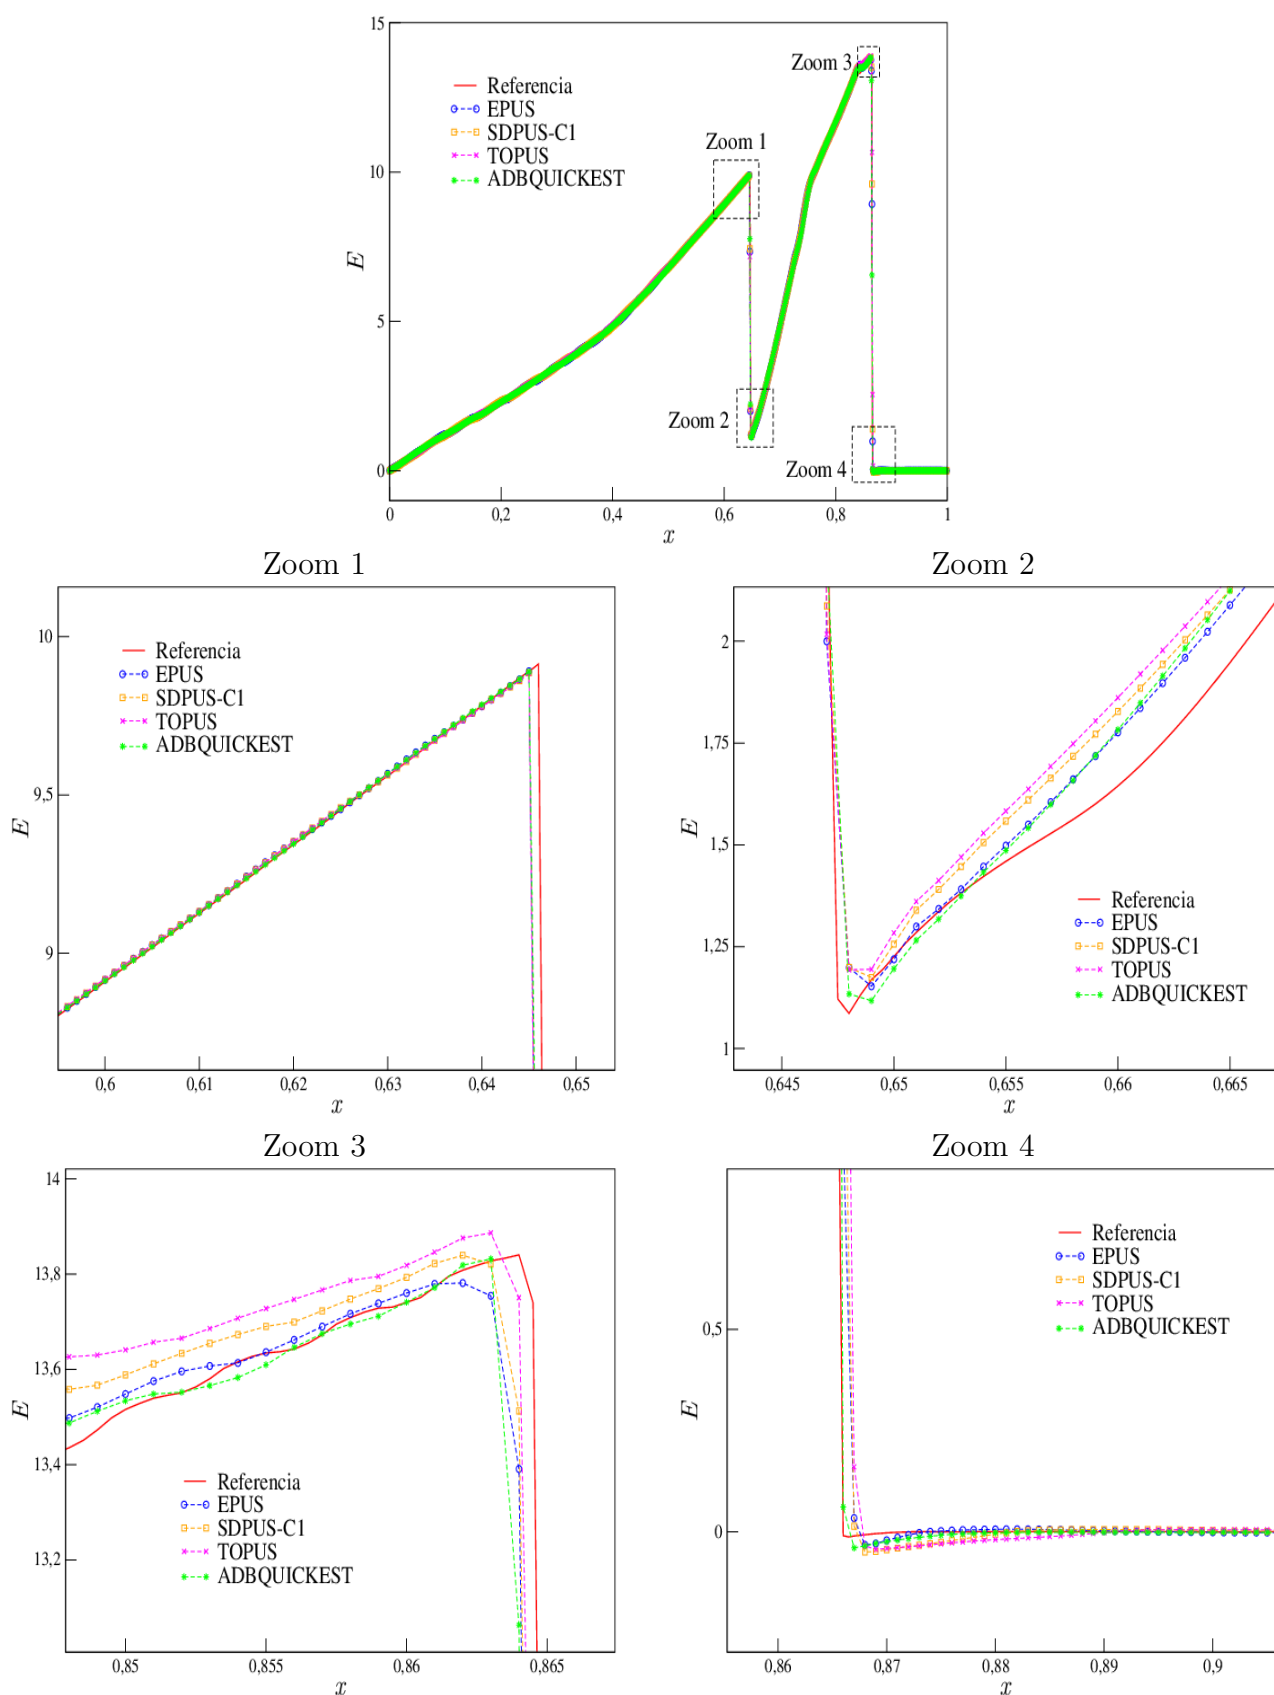 15
Zoom 3
Referencia
EPUS
SDPUS-C1
TOPUS
ADBQUICKEST
Zoom 1
10
E
5
Zoom 2
Zoom 4
0
0 0,2 0,4 0,6 0,8 1
x
Zoom 1
10
Referencia
EPUS
SDPUS-C1
TOPUS
ADBQUICKEST
9,5
E
9
0,6 0,61 0,62 0,63 0,64 0,65
x
Zoom 2
2
1,75
E
1,5
Referencia
EPUS
SDPUS-C1
TOPUS
ADBQUICKEST
1,25
1
0,645 0,65 0,655 0,66 0,665
x
Zoom 3
14
13,8
13,6
E
13,4
Referencia
EPUS
SDPUS-C1
TOPUS
ADBQUICKEST
13,2
0,85 0,855 0,86 0,865
x
Zoom 4
Referencia
EPUS
SDPUS-C1
TOPUS
ADBQUICKEST
0,5
E
0
0,86 0,87 0,88 0,89 0,9
x